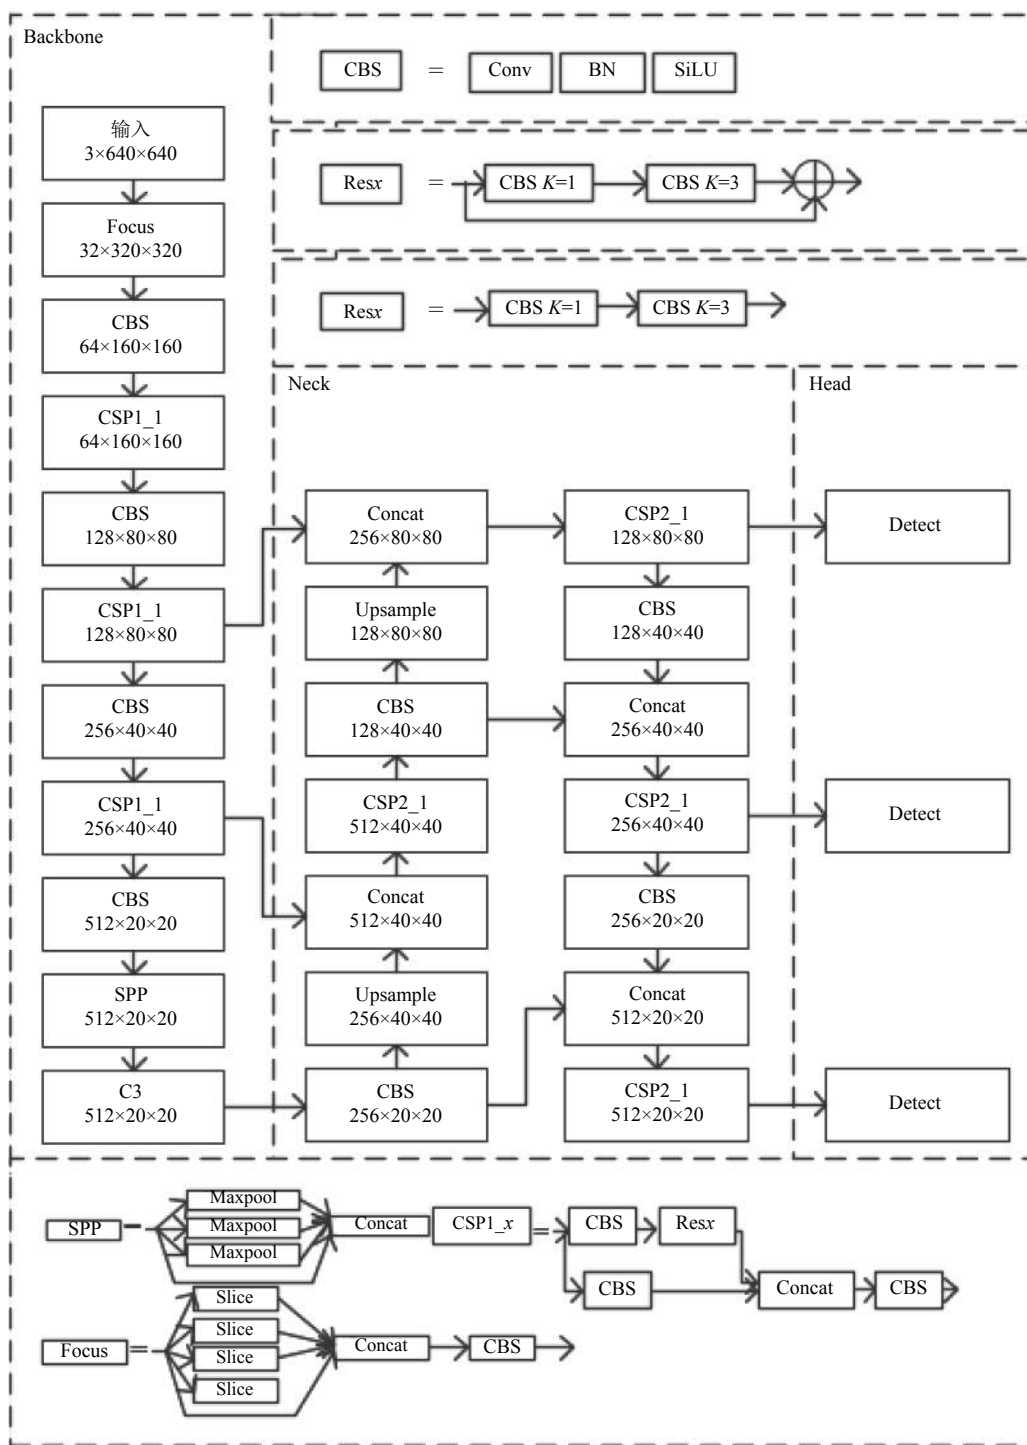 Backbone
输入
3×640×640
Focus
32×320×320
CBS
64×160×160
CSP1_1
64×160×160
CBS
128×80×80
CSP1_1
128×80×80
CBS
256×40×40
CSP1_1
256×40×40
CBS
512×20×20
SPP
512×20×20
C3
512×20×20
CBS = Conv BN SiLU
Resx = CBS K=1 CBS K=3
Resx = CBS K=1 CBS K=3
Neck
Concat
256×80×80
Upsample
128×80×80
CBS
128×40×40
CSP2_1
512×40×40
Concat
512×40×40
Upsample
256×40×40
CBS
256×20×20
CSP2_1
128×80×80
CBS
128×40×40
Concat
256×40×40
CSP2_1
256×40×40
CBS
256×20×20
Concat
512×20×20
CSP2_1
512×20×20
Head
Detect
Detect
Detect
SPP
Maxpool
Maxpool
Maxpool
Concat
CSP1_x = CBS Resx
CBS
Concat
CBS
Focus =
Slice
Slice
Slice
Slice
Concat
CBS